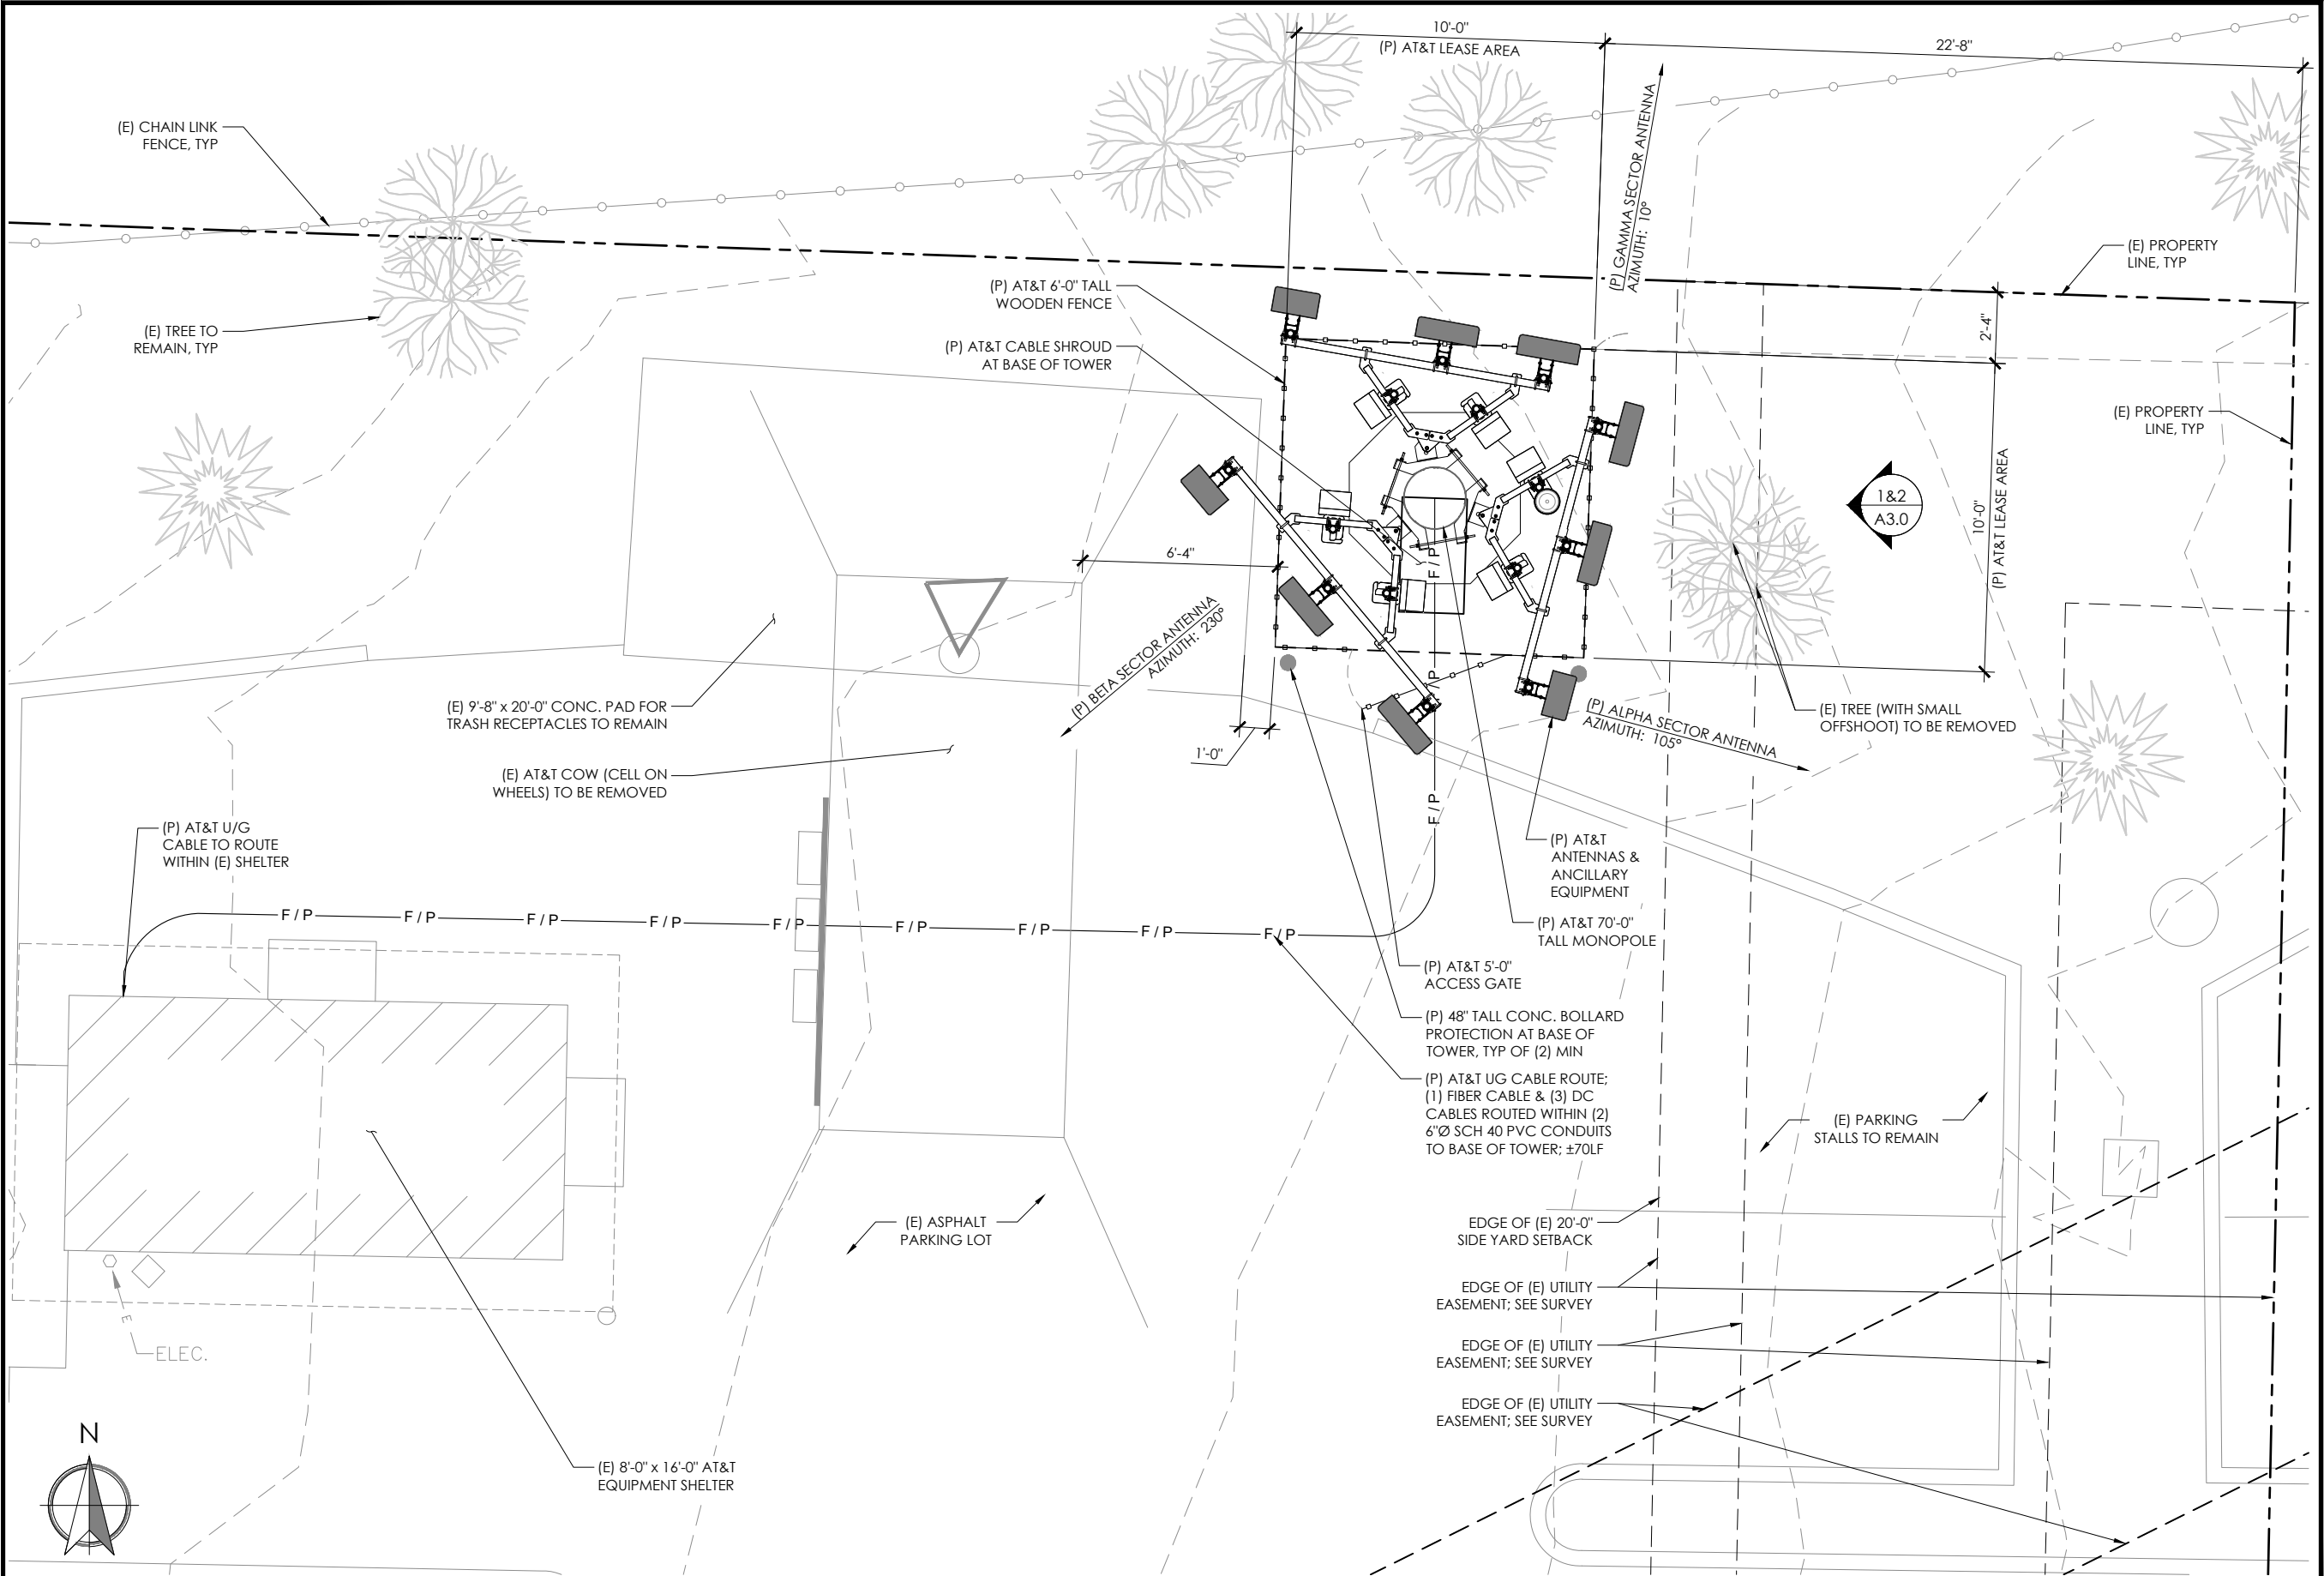 10'-0"
(P) AT&T LEASE AREA
22'-8"
(E) CHAIN LINK
FENCE, TYP
(P) GAMMA SECTOR ANTENNA
AZIMUTH: 10°
(E) PROPERTY
LINE, TYP
(P) AT&T 6'-0" TALL
WOODEN FENCE
(E) TREE TO
REMAIN, TYP
(P) AT&T CABLE SHROUD
AT BASE OF TOWER
2'-4"
(E) PROPERTY
LINE, TYP
1&2
A3.0
10'-0"
(P) AT&T LEASE AREA
6'-4"
F / P
(P) BETA SECTOR ANTENNA
AZIMUTH: 230°
F / P
(E) 9'-8" x 20'-0" CONC. PAD FOR
TRASH RECEPTACLES TO REMAIN
(P) ALPHA SECTOR ANTENNA
AZIMUTH: 105°
(E) TREE (WITH SMALL
OFFSHOOT) TO BE REMOVED
1'-0"
(E) AT&T COW (CELL ON
WHEELS) TO BE REMOVED
F / P
(P) AT&T U/G
CABLE TO ROUTE
WITHIN (E) SHELTER
(P) AT&T
ANTENNAS &
ANCILLARY
EQUIPMENT
F / P
F / P
F / P
F / P
F / P
F / P
F / P
F / P
F / P
(P) AT&T 70'-0"
TALL MONOPOLE
(P) AT&T 5'-0"
ACCESS GATE
(P) 48" TALL CONC. BOLLARD
PROTECTION AT BASE OF
TOWER, TYP OF (2) MIN
(P) AT&T UG CABLE ROUTE;
(1) FIBER CABLE & (3) DC
CABLES ROUTED WITHIN (2)
6"Ø SCH 40 PVC CONDUITS
TO BASE OF TOWER; ±70LF
(E) PARKING
STALLS TO REMAIN
(E) ASPHALT
PARKING LOT
EDGE OF (E) 20'-0"
SIDE YARD SETBACK
EDGE OF (E) UTILITY
EASEMENT; SEE SURVEY
E
ELEC.
EDGE OF (E) UTILITY
EASEMENT; SEE SURVEY
EDGE OF (E) UTILITY
EASEMENT; SEE SURVEY
N
(E) 8'-0" x 16'-0" AT&T
EQUIPMENT SHELTER